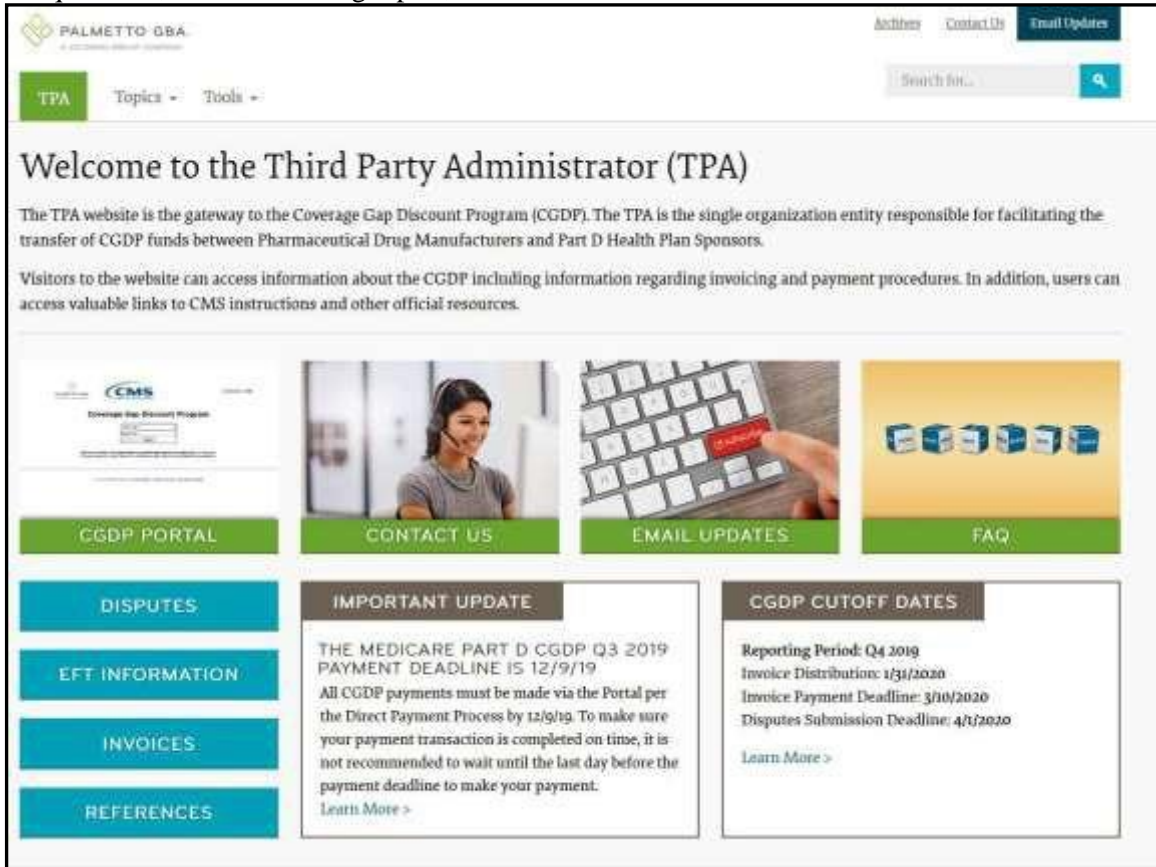 PALMETTO GBA
Archives Contact Us Email Updates
Search for...
TPA Topics Tools
Welcome to the Third Party Administrator (TPA)
The TPA website is the gateway to the Coverage Gap Discount Program (CGDP). The TPA is the single organization entity responsible for facilitating the
transfer of CGDP funds between Pharmaceutical Drug Manufacturers and Part D Health Plan Sponsors.
Visitors to the website can access information about the CGDP including information regarding invoicing and payment procedures. In addition, users can
access valuable links to CMS instructions and other official resources.
CMS
Coverage Gap Discount Program
CGDP PORTAL
CONTACT US
EMAIL UPDATES
FAQ
DISPUTES
EFT INFORMATION
INVOICES
REFERENCES
IMPORTANT UPDATE
THE MEDICARE PART D CGDP Q3 2019
PAYMENT DEADLINE IS 12/9/19
All CGDP payments must be made via the Portal per
the Direct Payment Process by 12/9/19. To make sure
your payment transaction is completed on time, it is
not recommended to wait until the last day before the
payment deadline to make your payment.
Learn More >
CGDP CUTOFF DATES
Reporting Period: Q4 2019
Invoice Distribution: 1/31/2020
Invoice Payment Deadline: 3/10/2020
Disputes Submission Deadline: 4/1/2020
Learn More >